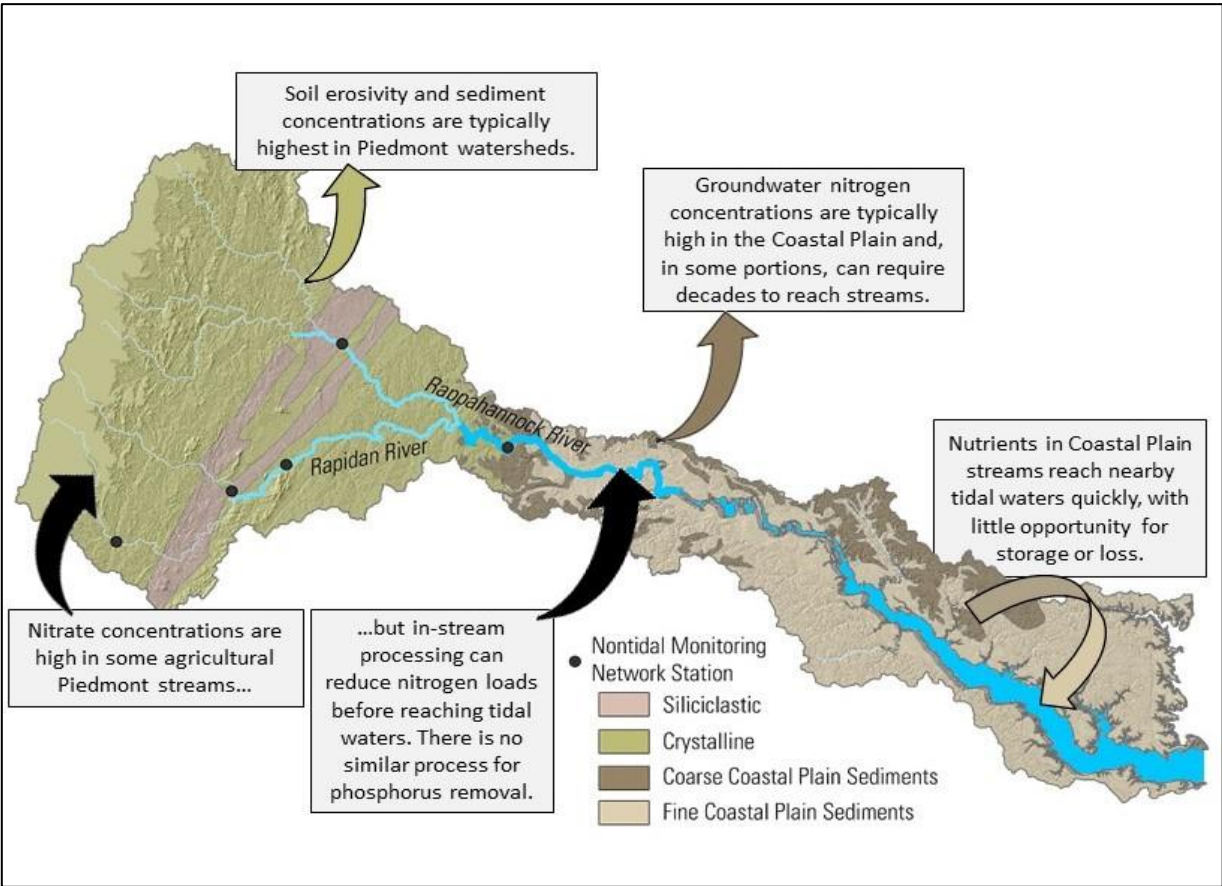 Soil erosivity and sediment
concentrations are typically
highest in Piedmont watersheds.
Groundwater nitrogen
concentrations are typically
high in the Coastal Plain and,
in some portions, can require
decades to reach streams.
Rappahannock River
Rapidan River
Nutrients in Coastal Plain
streams reach nearby
tidal waters quickly, with
little opportunity for
storage or loss.
Nitrate concentrations are
high in some agricultural
Piedmont streams...
...but in-stream
processing can
reduce nitrogen loads
before reaching tidal
waters. There is no
similar process for
phosphorus removal.
Nontidal Monitoring
Network Station
Siliciclastic
Crystalline
Coarse Coastal Plain Sediments
Fine Coastal Plain Sediments